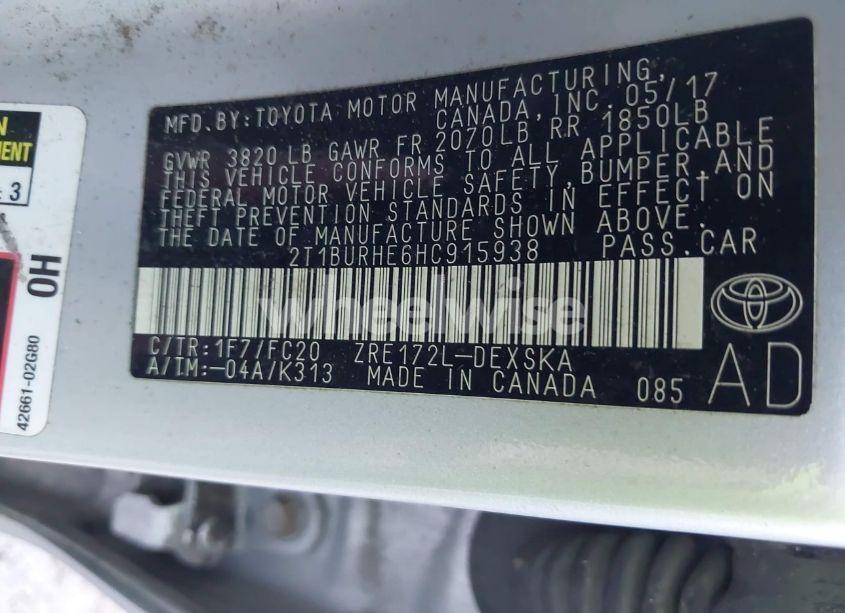 MFD.BY:TOYOTA MOTOR MANUFACTURING,
CANADA,INC. 05/17
GVWR 3820 LB GAWR FR 2070LB RR 1850LB
THIS VEHICLE CONFORMS TO ALL APPLICABLE
FEDERAL MOTOR VEHICLE SAFETY,BUMPER,AND
THEFT PREVENTION STANDARDS IN EFFECT ON
THE DATE OF MANUFACTURE SHOWN ABOVE.
2T1BURHE6HC915938 PASS.CAR
wheelwise
C/TR:1F7/FC20 ZRE172L-DEXSKA
A/TM:-04A/K313 MADE IN CANADA 085
AD
3
OH
42661-02G80